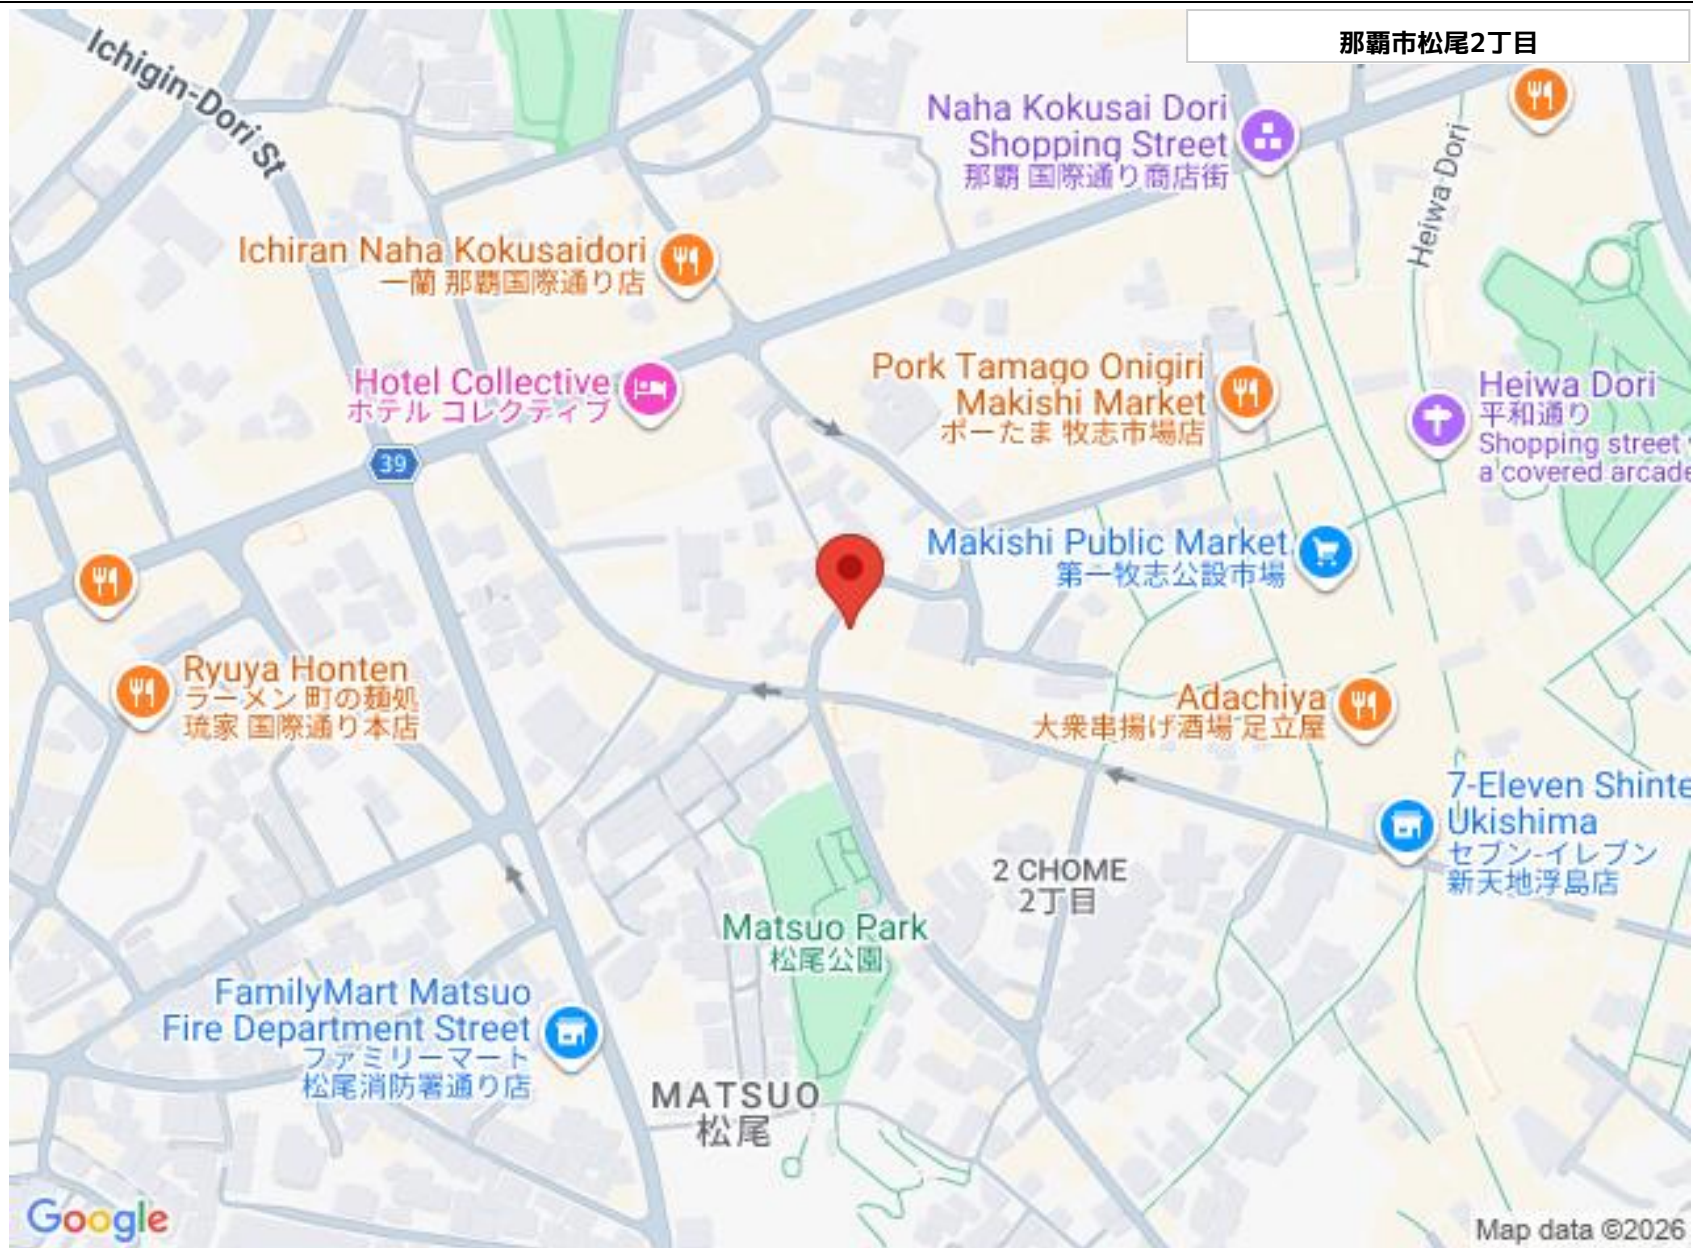 那覇市松尾2丁目
Ichigin-Dori St
Naha Kokusai Dori
Shopping Street
那覇 国際通り商店街
Heiwa Dori
Ichiran Naha Kokusaidori
一蘭 那覇国際通り店
Hotel Collective
ホテル コレクティブ
Pork Tamago Onigiri
Makishi Market
ポーたま 牧志市場店
Heiwa Dori
平和通り
Shopping street
a covered arcade
39
Makishi Public Market
第一牧志公設市場
Ryuya Honten
ラーメン 町の麺処
琉家 国際通り本店
Adachiya
大衆串揚げ酒場 足立屋
7-Eleven Shinte
Ukishima
セブン-イレブン
新天地浮島店
2 CHOME
2丁目
Matsuo Park
松尾公園
FamilyMart Matsuo
Fire Department Street
ファミリーマート
松尾消防署通り店
MATSUO
松尾
Google
Map data ©2026